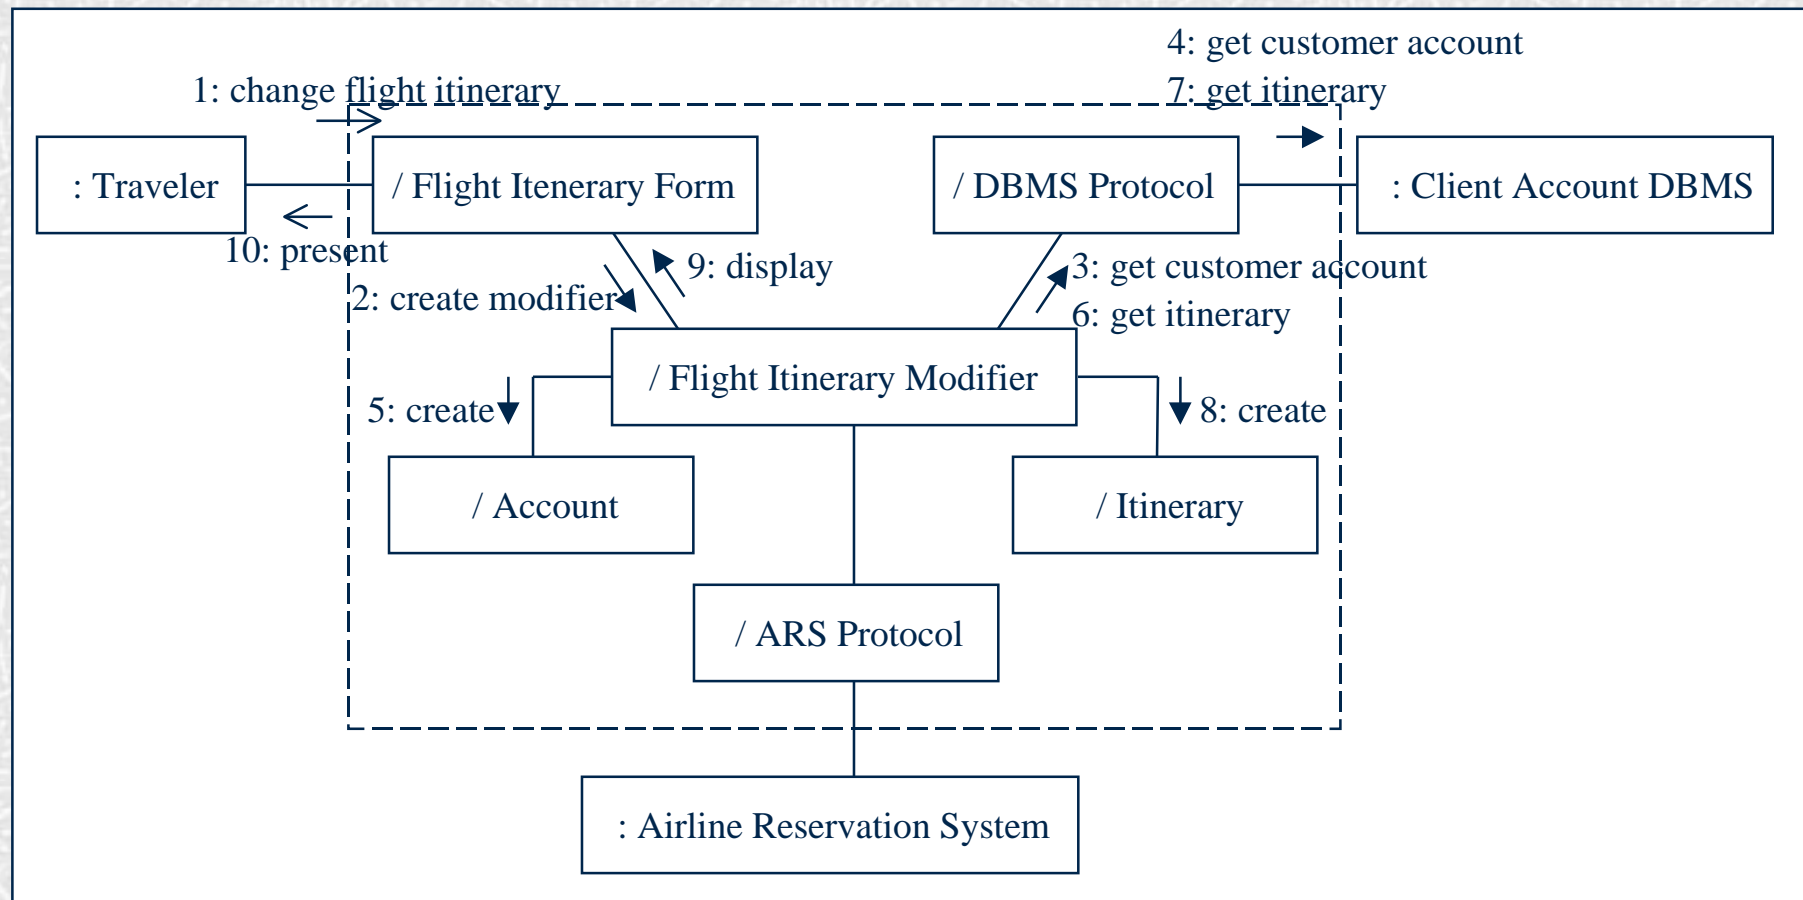 4: get customer account
1: change flight itinerary
7: get itinerary
: Traveler
/ Flight Itenerary Form
/ DBMS Protocol
: Client Account DBMS
10: present
9: display
3: get customer account
2: create modifier
6: get itinerary
/ Flight Itinerary Modifier
5: create
8: create
/ Account
/ Itinerary
/ ARS Protocol
: Airline Reservation System